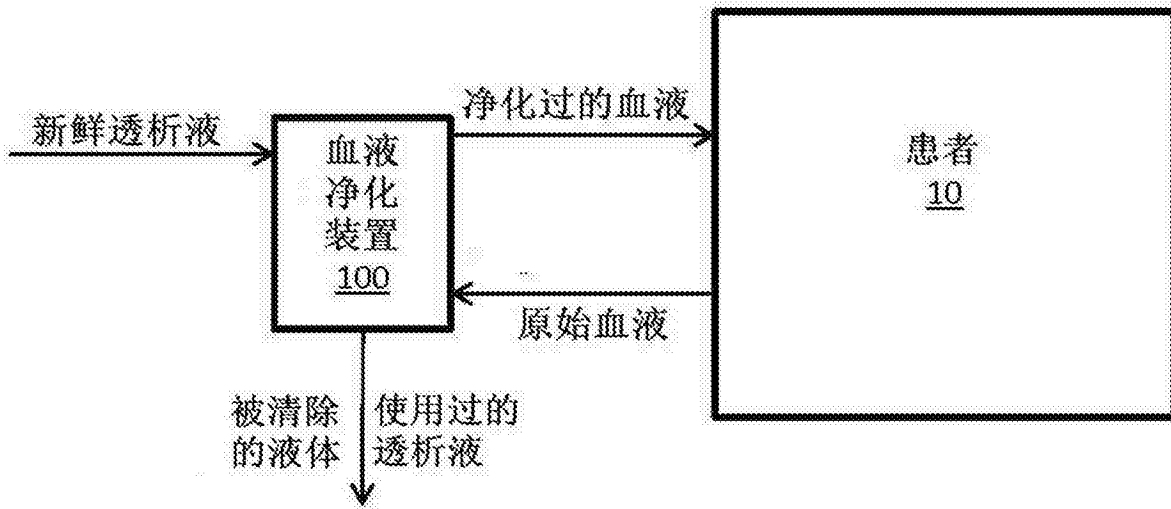 新鲜透析液
血液
净化
装置
100
净化过的血液
原始血液
患者
10
被清除
的液体
使用过的
透析液